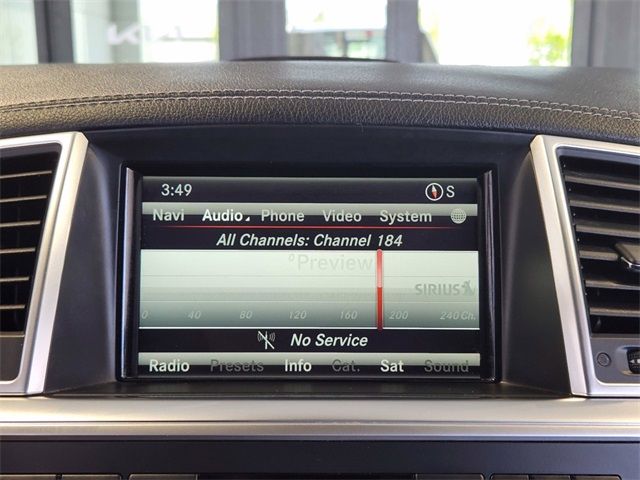 3:49 S
Navi Audio Phone Video System
All Channels: Channel 184
°Preview
SIRIUS
0 40 80 120 160 200 240 Ch.
No Service
Radio Presets Info Cat. Sat Sound